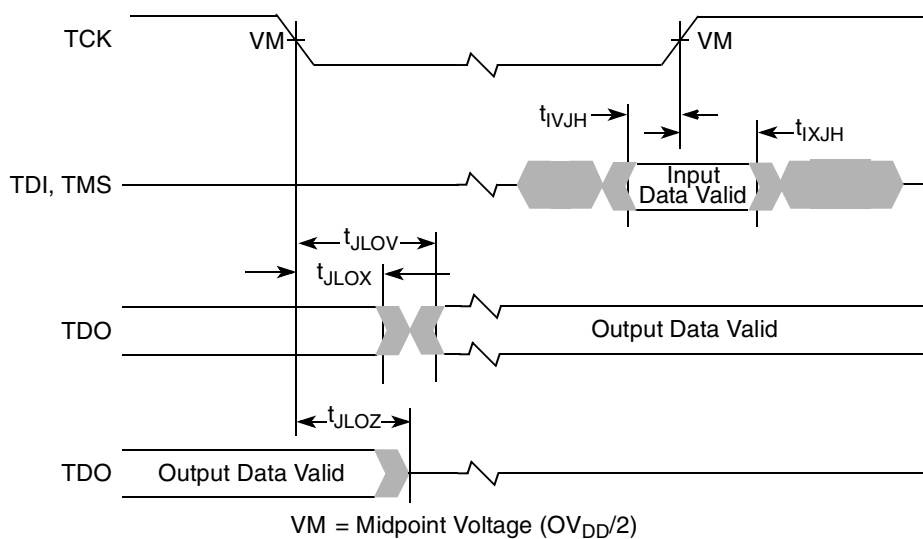 TCK
VM
VM
tIVJH
tIXJH
TDI, TMS
Input
Data Valid
tJLOV
tJLOX
TDO
Output Data Valid
tJLOZ
TDO
Output Data Valid
VM = Midpoint Voltage (OVDD/2)